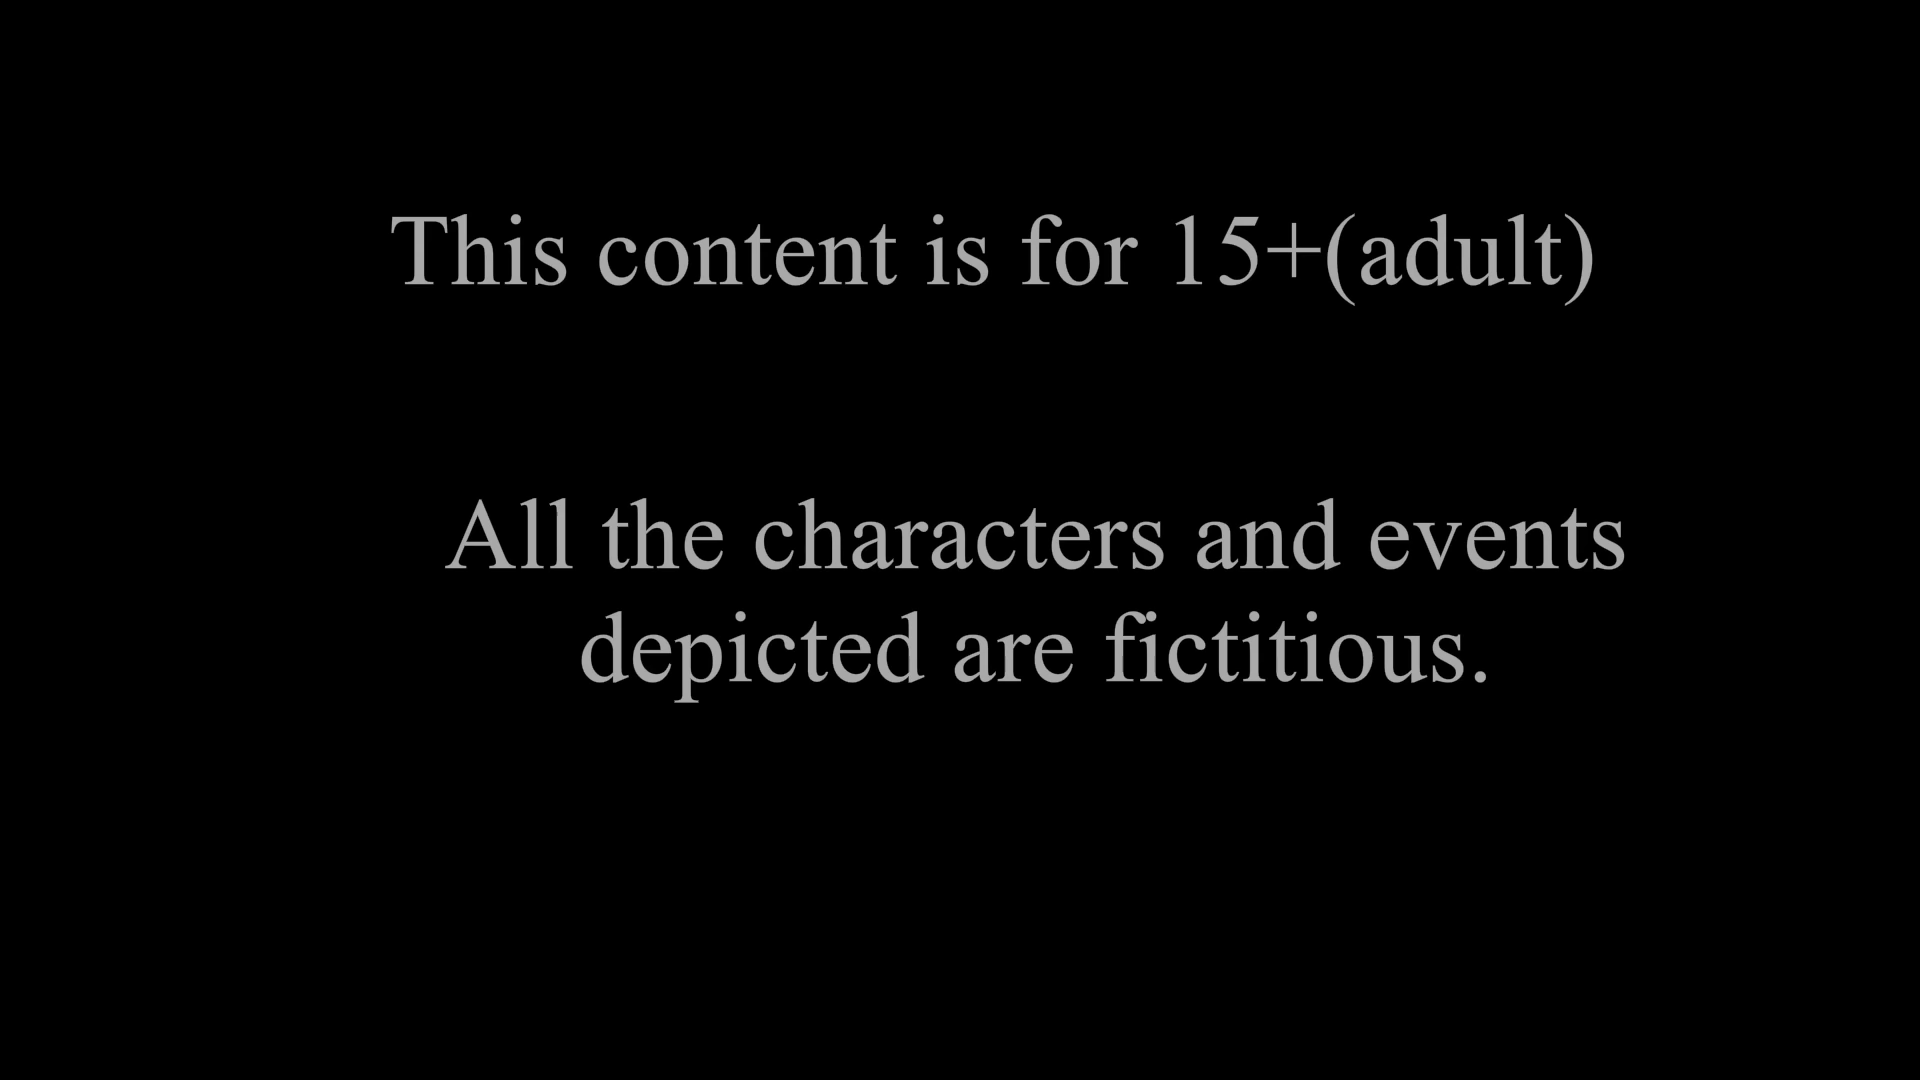 This content is for 15+(adult)
All the characters and events
depicted are fictitious.